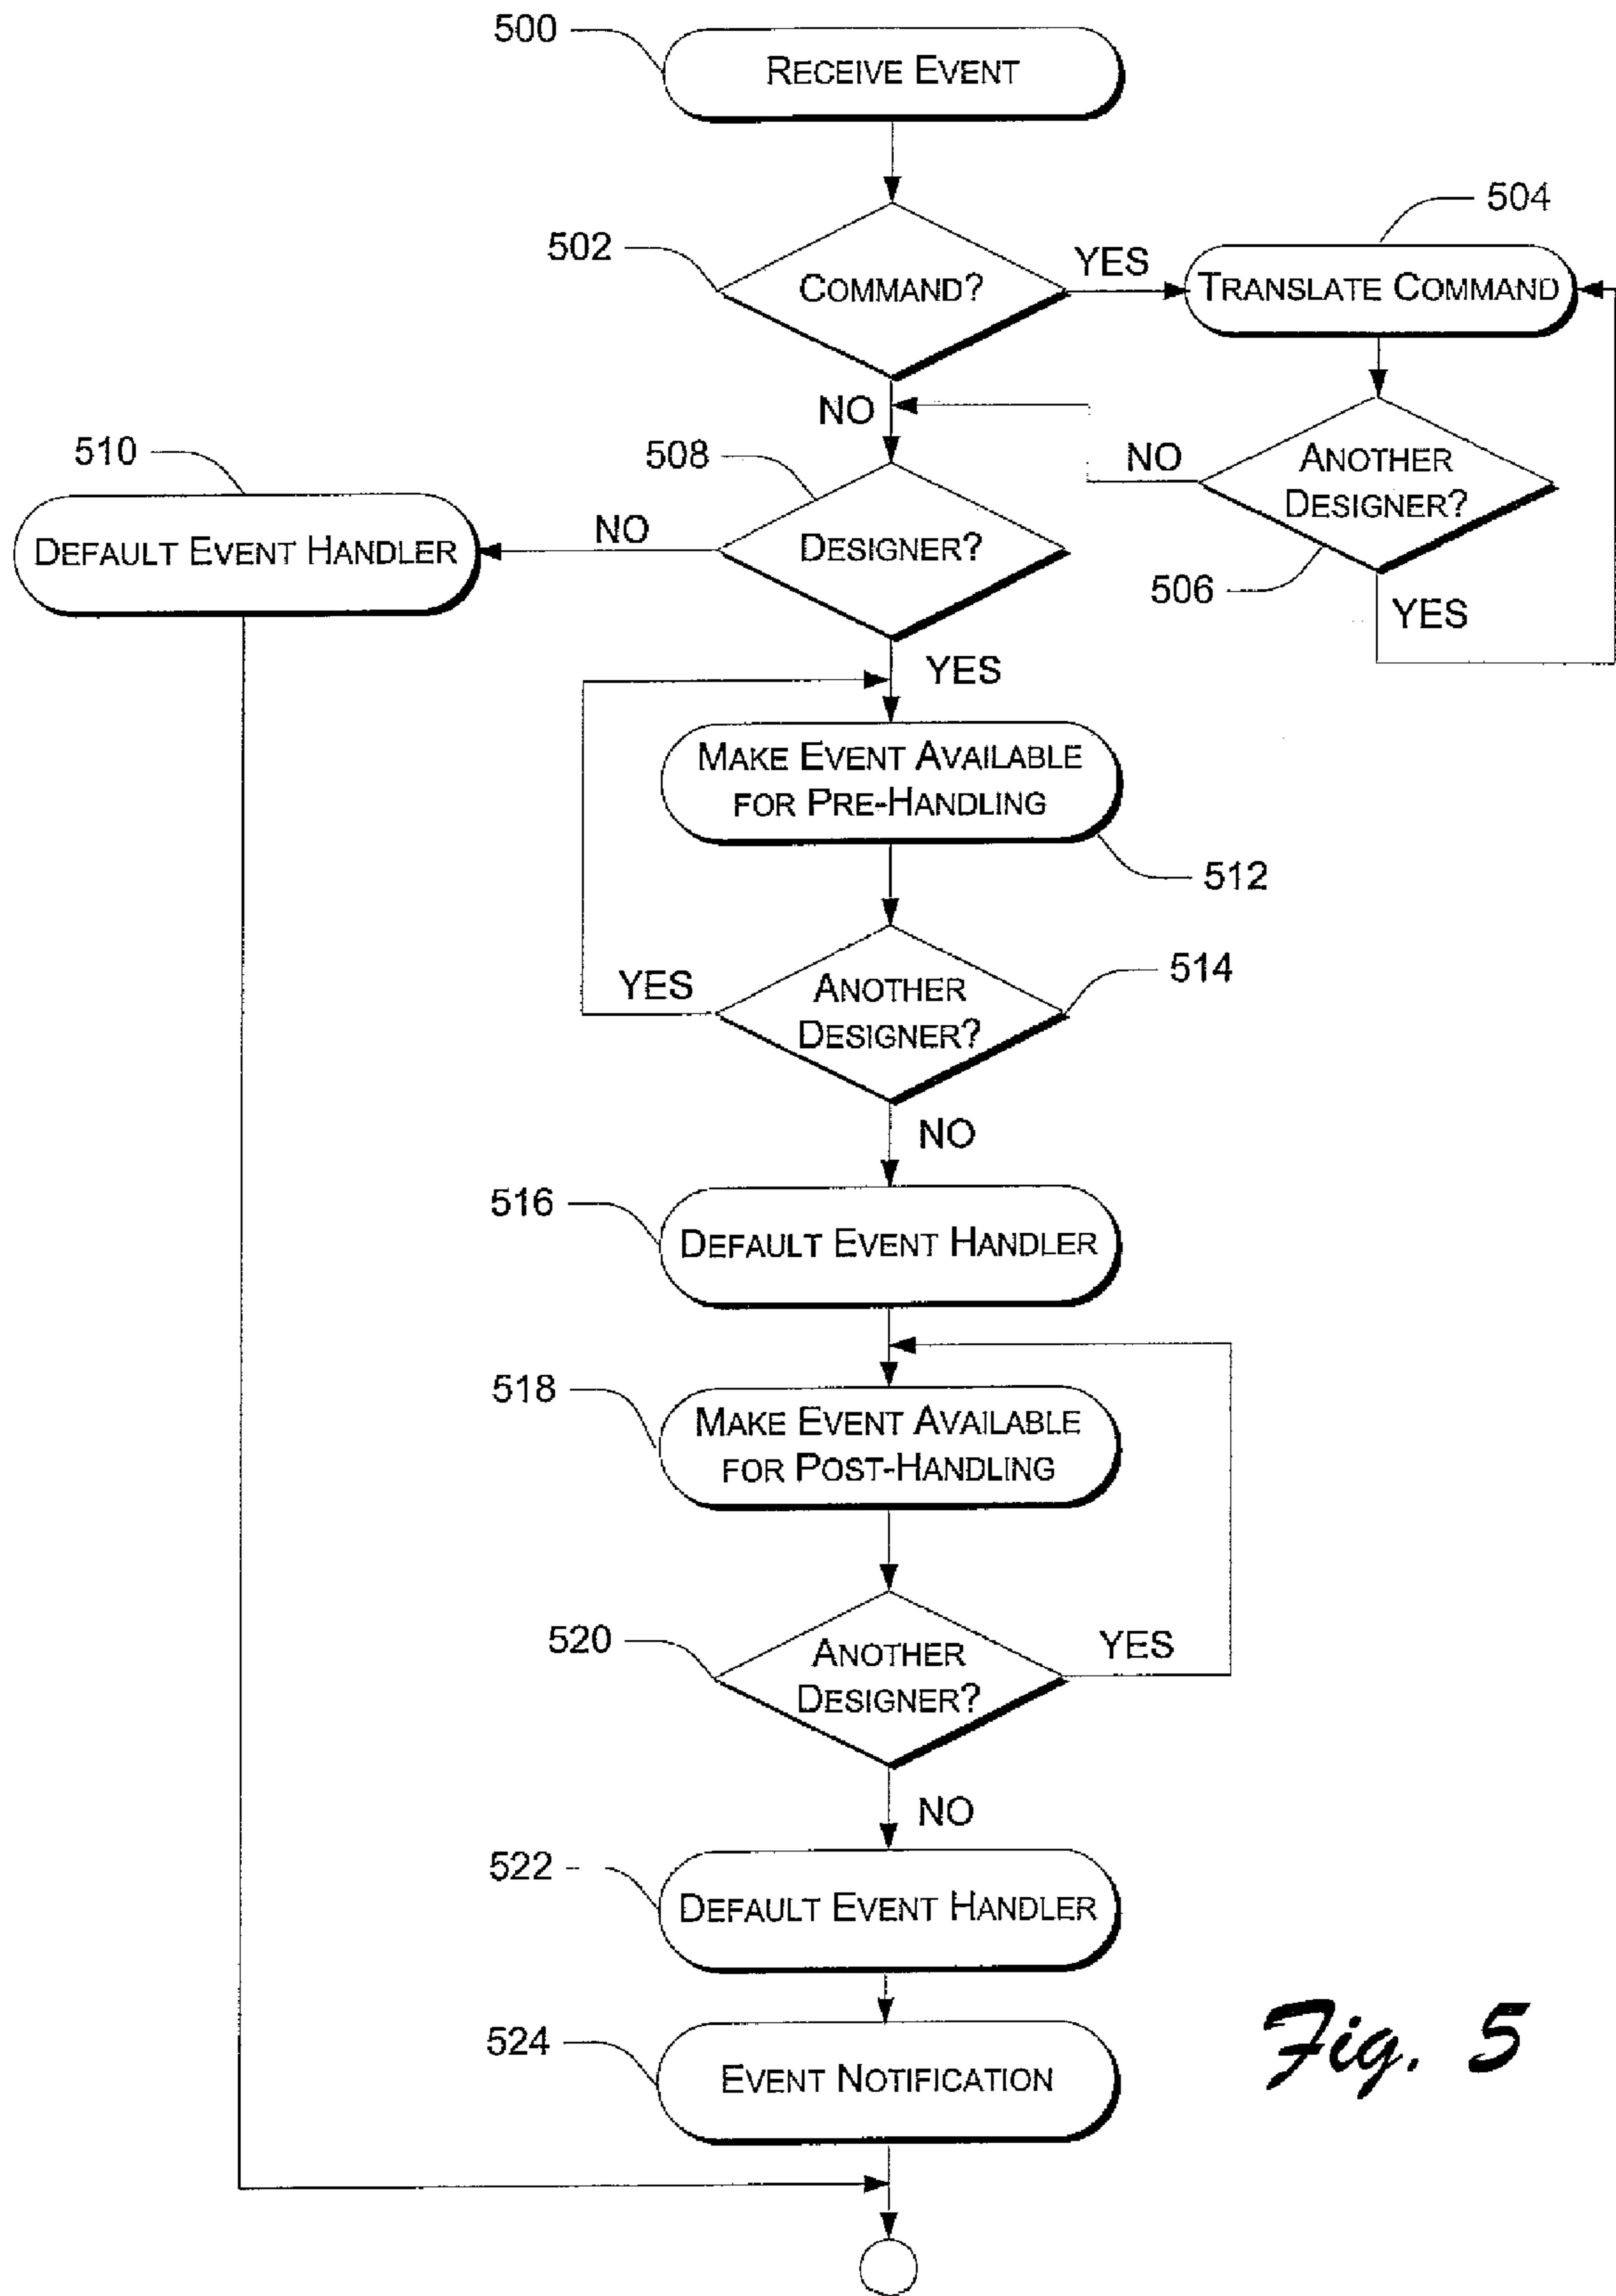 500
RECEIVE EVENT
504
502
COMMAND?
YES
TRANSLATE COMMAND
NO
510
508
NO
ANOTHER
DESIGNER?
DEFAULT EVENT HANDLER
NO
DESIGNER?
506
YES
YES
MAKE EVENT AVAILABLE
FOR PRE-HANDLING
512
YES
ANOTHER
DESIGNER?
514
NO
516
DEFAULT EVENT HANDLER
518
MAKE EVENT AVAILABLE
FOR POST-HANDLING
520
ANOTHER
DESIGNER?
YES
NO
522
DEFAULT EVENT HANDLER
524
EVENT NOTIFICATION
Fig. 5